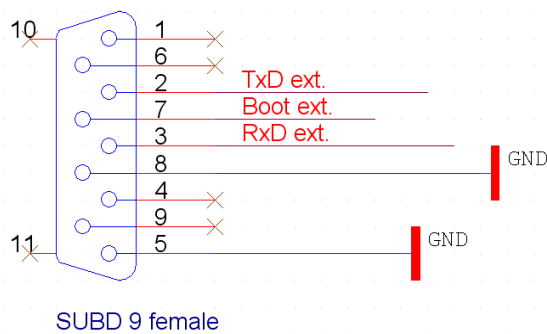 10
1
6
2 TxD ext.
7 Boot ext.
3 RxD ext.
8 GND
4
9
11 5 GND
SUBD 9 female